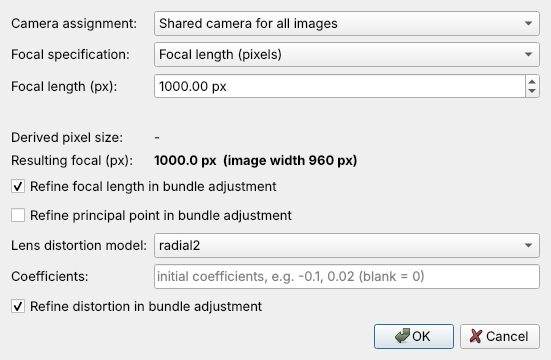 Camera assignment: Shared camera for all images
Focal specification: Focal length (pixels)
Focal length (px): 1000.00 px
Derived pixel size: -
Resulting focal (px): 1000.0 px (image width 960 px)
Refine focal length in bundle adjustment
Refine principal point in bundle adjustment
Lens distortion model: radial2
Coefficients: initial coefficients, e.g. -0.1, 0.02 (blank = 0)
Refine distortion in bundle adjustment
OK Cancel